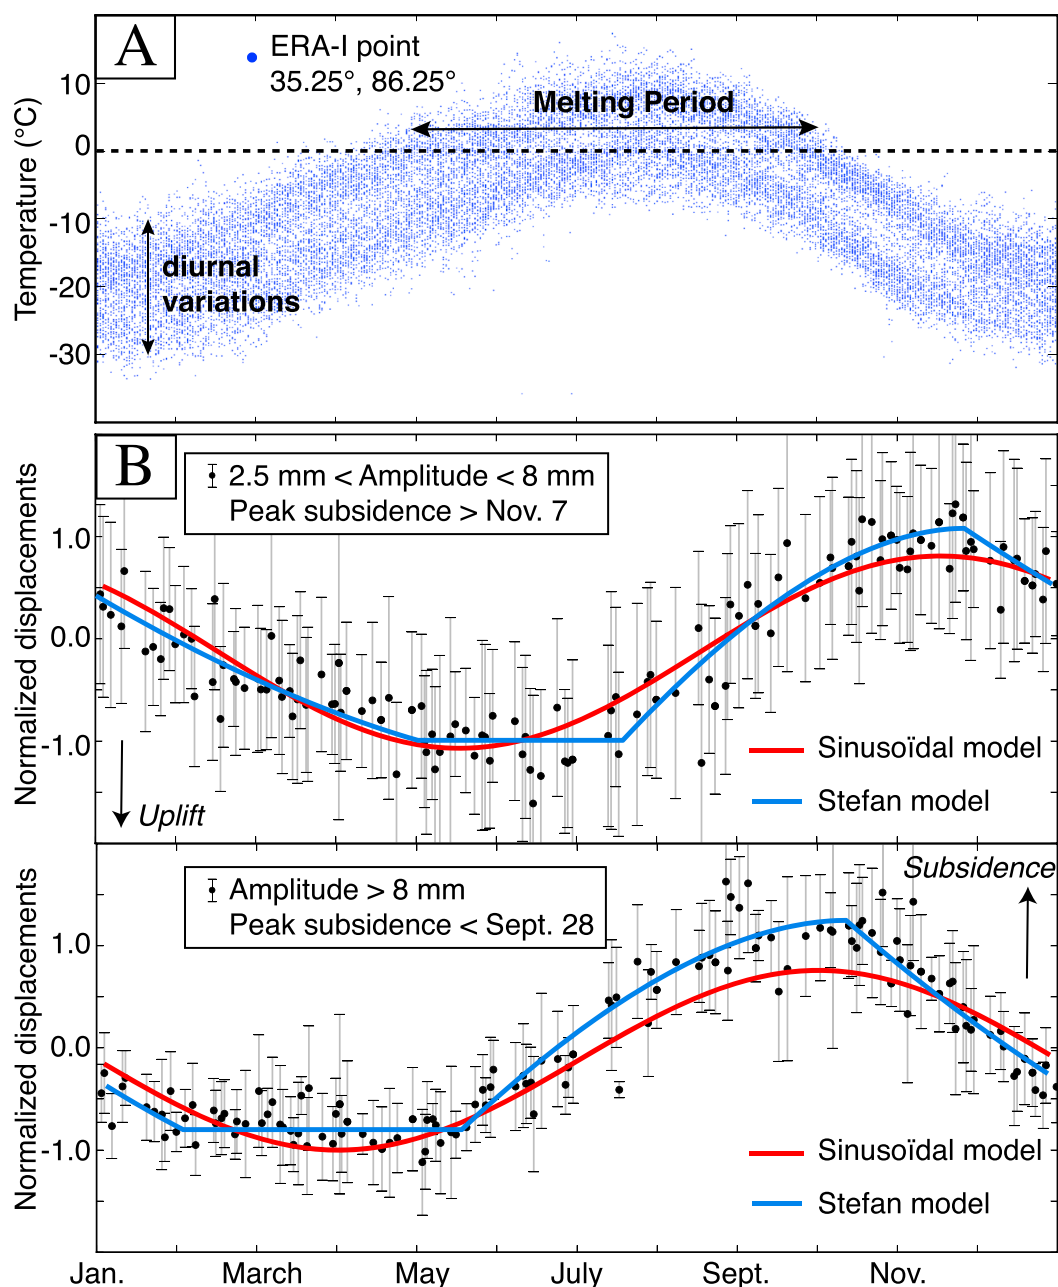 A
ERA-I point
35.25°, 86.25°
Melting Period
diurnal
variations
Temperature (°C)
10
0
-10
-20
-30
B
2.5 mm < Amplitude < 8 mm
Peak subsidence > Nov. 7
Normalized displacements
1.0
0.0
-1.0
Uplift
Sinusoïdal model
Stefan model
Amplitude > 8 mm
Peak subsidence < Sept. 28
Subsidence
Normalized displacements
1.0
0.0
-1.0
Sinusoïdal model
Stefan model
Jan. March May July Sept. Nov.